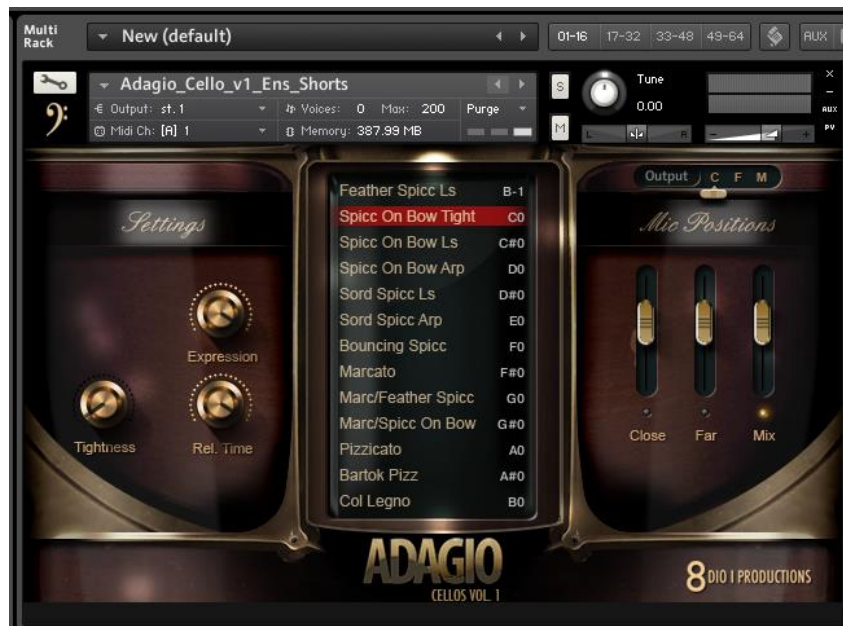 Multi Rack
New (default)
01-16 17-32 33-48 49-64
AUX
Adagio_Cello_v1_Ens_Shorts
Output: st.1
Voices: 0 Max: 200
Purge
Midi Ch: [A] 1
Memory: 387.99 MB
S
M
Tune
0.00
L R
- +
×
–
AUX
PV
Output C F M
Settings
Expression
Tightness
Rel. Time
Feather Spicc Ls B-1
Spicc On Bow Tight C0
Spicc On Bow Ls C#0
Spicc On Bow Arp D0
Sord Spicc Ls D#0
Sord Spicc Arp E0
Bouncing Spicc F0
Marcato F#0
Marc/Feather Spicc G0
Marc/Spicc On Bow G#0
Pizzicato A0
Bartok Pizz A#0
Col Legno B0
Mic Positions
Close Far Mix
ADAGIO
CELLOS VOL. 1
8 DIO I PRODUCTIONS